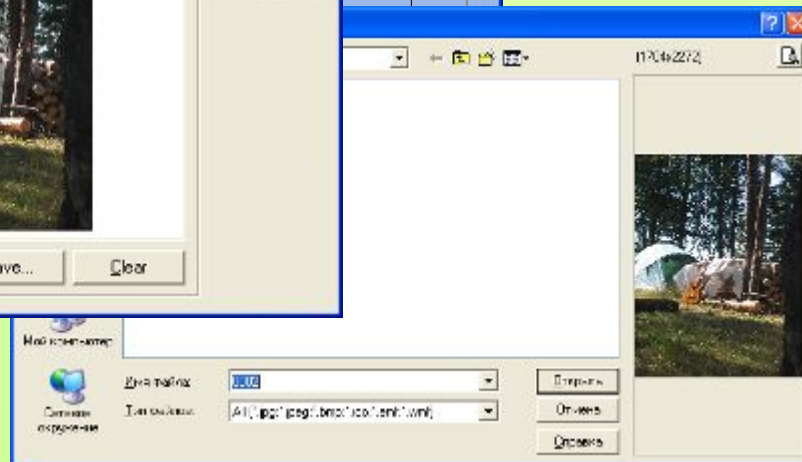 (1704x2272)
ave...
Clear
Мой компьютер
Сетевое
окружение
Имя файла:
0002
Открыть
Тип файлов:
All (*.jpg;*.jpeg;*.bmp;*.ico;*.emf;*.wmf)
Отмена
Справка